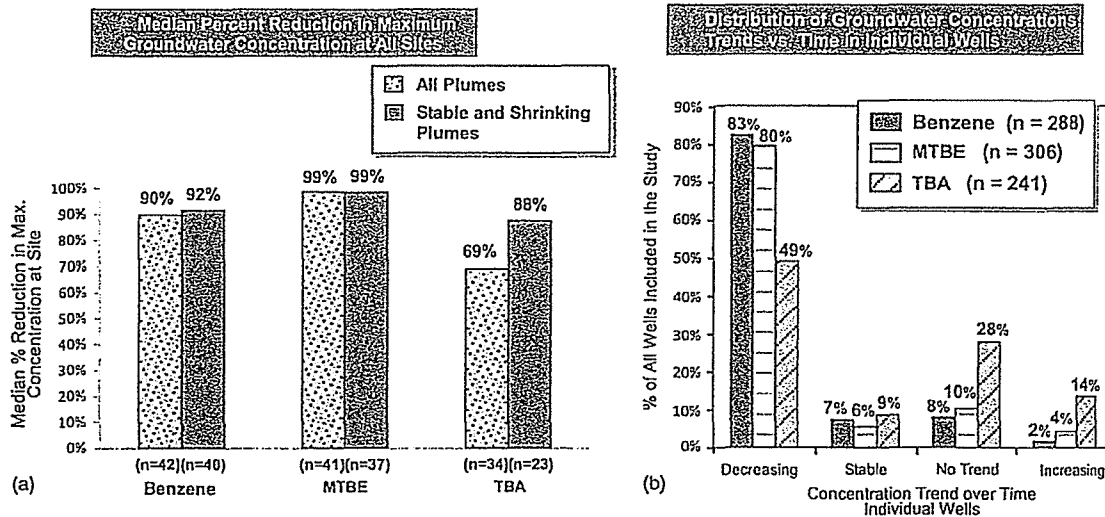 Median Percent Reduction in Maximum
Groundwater Concentration at All Sites
All Plumes
Stable and Shrinking
Plumes
Median % Reduction in Max.
Concentration at Site
100%
90%
80%
70%
60%
50%
40%
30%
20%
10%
0%
90%
92%
99%
99%
69%
88%
(n=42)(n=40)
(n=41)(n=37)
(n=34)(n=23)
Benzene
MTBE
TBA
(a)
Distribution of Groundwater Concentrations
Trends vs. Time in Individual Wells
Benzene (n = 288)
MTBE (n = 306)
TBA (n = 241)
% of All Wells Included in the Study
90%
80%
70%
60%
50%
40%
30%
20%
10%
0%
83%
80%
49%
7%
6%
9%
8%
10%
28%
2%
4%
14%
Decreasing
Stable
No Trend
Increasing
(b)
Concentration Trend over Time
Individual Wells